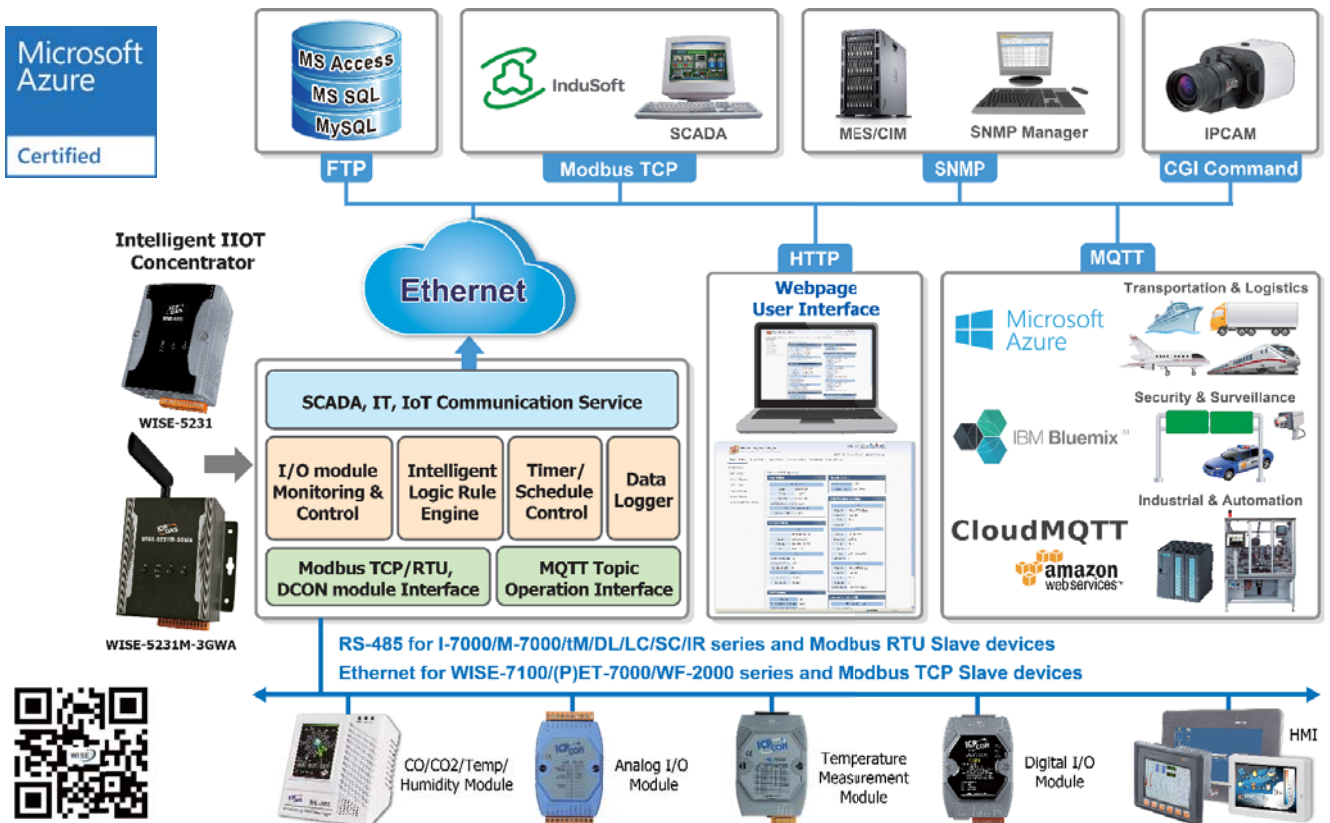 Microsoft
Azure
Certified
MS Access
MS SQL
MySQL
FTP
InduSoft
SCADA
Modbus TCP
MES/CIM
SNMP Manager
SNMP
IPCAM
CGI Command
Intelligent IIOT
Concentrator
WISE-5231
WISE-5231M-3GWA
Ethernet
SCADA, IT, IoT Communication Service
I/O module
Monitoring &
Control
Intelligent
Logic Rule
Engine
Timer/
Schedule
Control
Data
Logger
Modbus TCP/RTU,
DCON module Interface
MQTT Topic
Operation Interface
HTTP
Webpage
User Interface
MQTT
Microsoft
Azure
IBM Bluemix™
CloudMQTT
amazon
webservices™
Transportation & Logistics
Security & Surveillance
Industrial & Automation
RS-485 for I-7000/M-7000/tM/DL/LC/SC/IR series and Modbus RTU Slave devices
Ethernet for WISE-7100/(P)ET-7000/WF-2000 series and Modbus TCP Slave devices
WISE
CO/CO2/Temp/
Humidity Module
Analog I/O
Module
Temperature
Measurement
Module
Digital I/O
Module
HMI